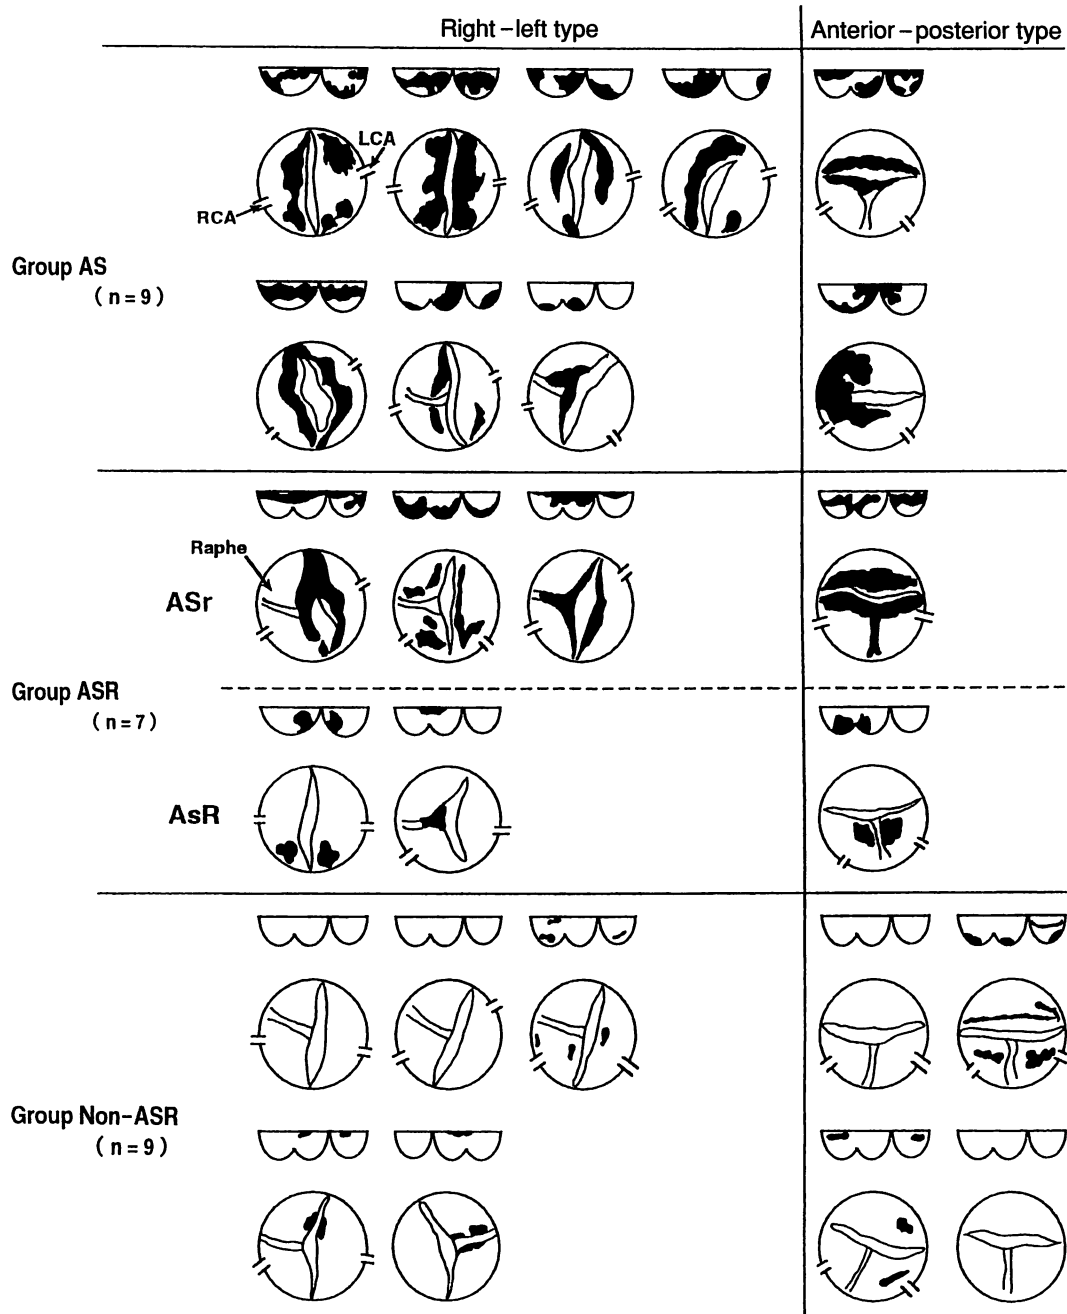 Right–left type
Anterior–posterior type
LCA
RCA
Group AS
(n=9)
Raphe
ASr
Group ASR
(n=7)
AsR
Group Non-ASR
(n=9)